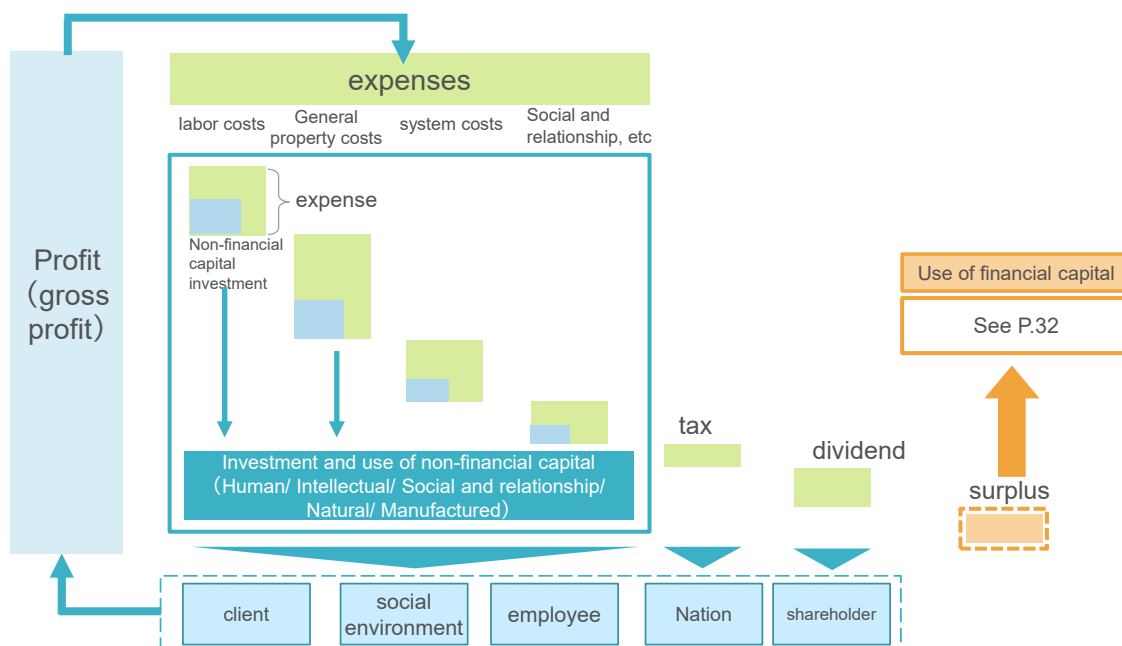 expenses
labor costs
General
property costs
system costs
Social and
relationship, etc
expense
Non-financial
capital
investment
Profit
（gross
profit）
Investment and use of non-financial capital
（Human/ Intellectual/ Social and relationship/
Natural/ Manufactured）
tax
dividend
surplus
Use of financial capital
See P.32
client
social
environment
employee
Nation
shareholder